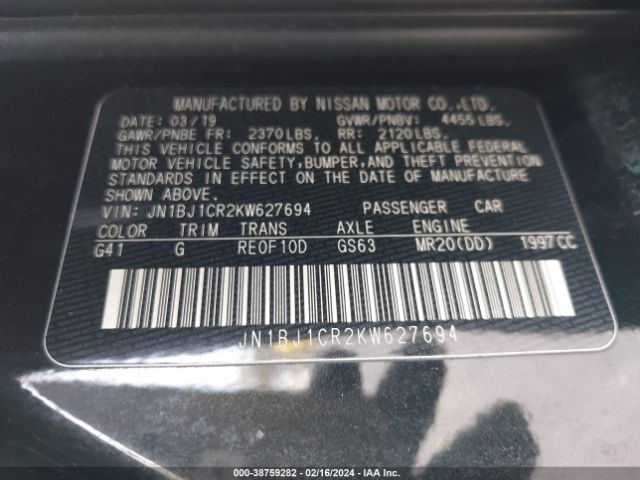 MANUFACTURED BY NISSAN MOTOR CO.,LTD.
DATE: 03/19 GVWR/PNBV: 4455LBS.
GAWR/PNBE FR: 2370LBS. RR: 2120LBS.
THIS VEHICLE CONFORMS TO ALL APPLICABLE FEDERAL
MOTOR VEHICLE SAFETY,BUMPER,AND THEFT PREVENTION
STANDARDS IN EFFECT ON THE DATE OF MANUFACTURE
SHOWN ABOVE.
VIN: JN1BJ1CR2KW627694 PASSENGER CAR
COLOR TRIM TRANS AXLE ENGINE
G41 G RE0F10D GS63 MR20(DD) 1997CC
JN1BJ1CR2KW627694
000-38759282 - 02/16/2024 - IAA Inc.